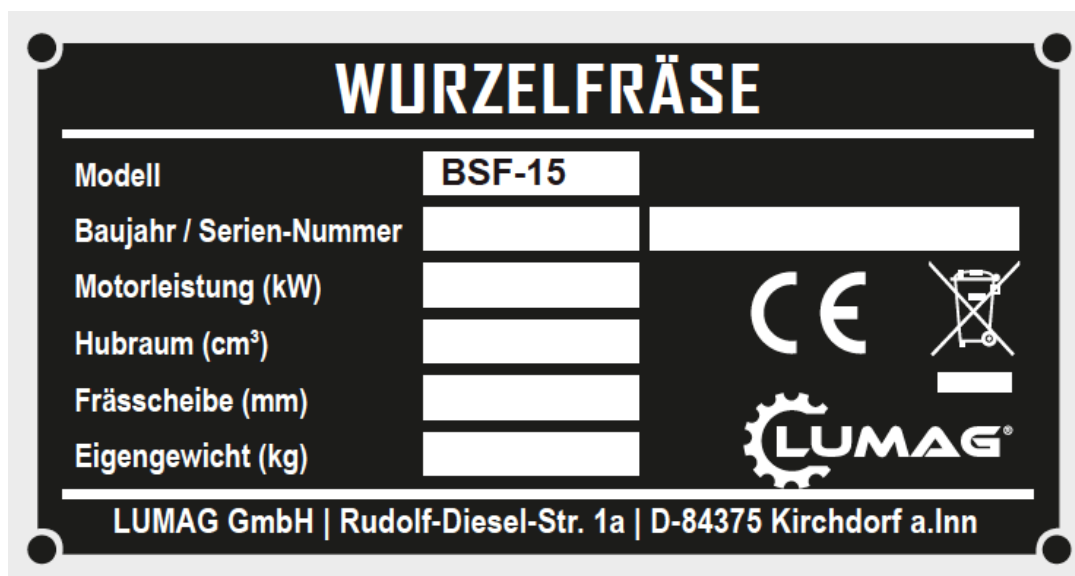 WURZELFRÄSE
Modell BSF-15
Baujahr / Serien-Nummer
Motorleistung (kW)
Hubraum (cm³)
CE
Frässcheibe (mm)
LUMAG®
Eigengewicht (kg)
LUMAG GmbH | Rudolf-Diesel-Str. 1a | D-84375 Kirchdorf a.Inn